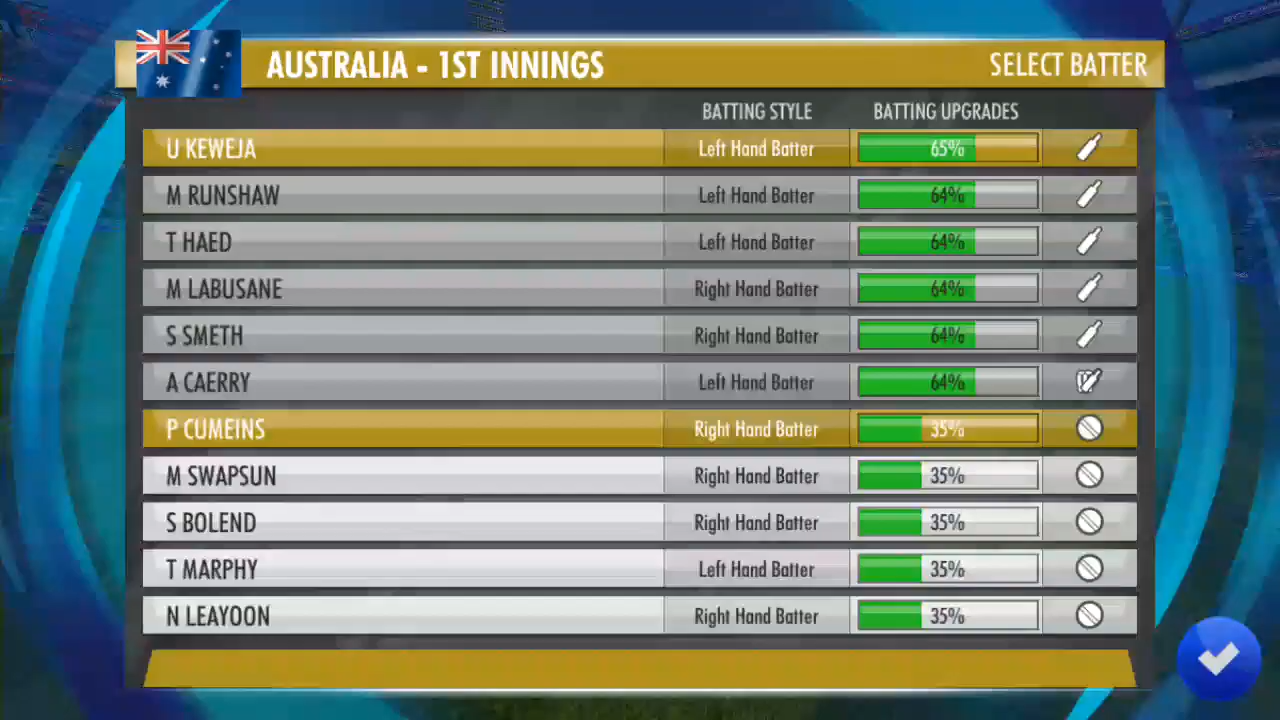 AUSTRALIA - 1ST INNINGS SELECT BATTER
BATTING STYLE BATTING UPGRADES
U KEWEJA Left Hand Batter 65%
M RUNSHAW Left Hand Batter 64%
T HAED Left Hand Batter 64%
M LABUSANE Right Hand Batter 64%
S SMETH Right Hand Batter 64%
A CAERRY Left Hand Batter 64%
P CUMEINS Right Hand Batter 35%
M SWAPSUN Right Hand Batter 35%
S BOLEND Right Hand Batter 35%
T MARPHY Left Hand Batter 35%
N LEAYOON Right Hand Batter 35%